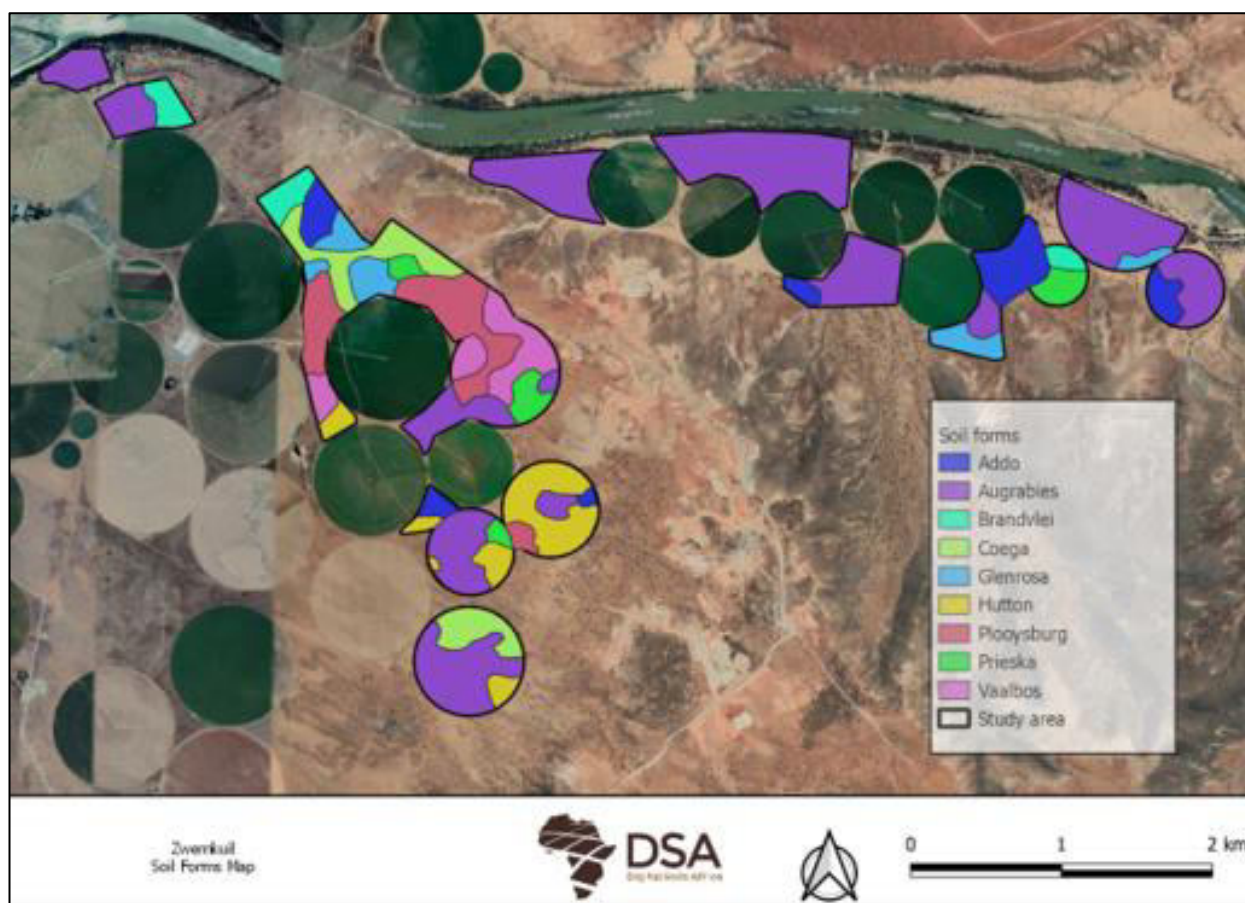 Soil forms
Addo
Augrabies
Brandvlei
Coega
Glenrosa
Hutton
Plooysburg
Prieska
Vaalbos
Study area
Zwemkuil
Soil Forms Map
DSA
0 1 2 km